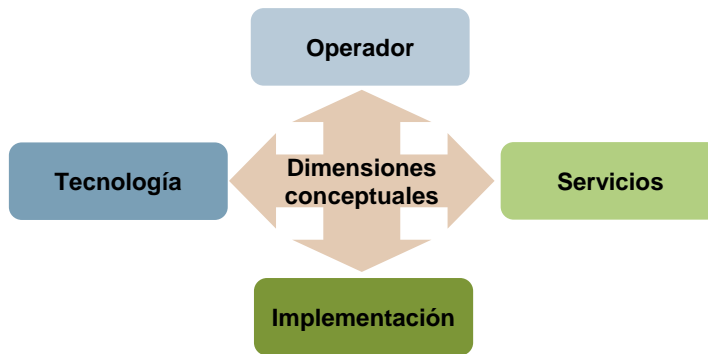 Operador
Tecnología
Dimensiones
conceptuales
Servicios
Implementación